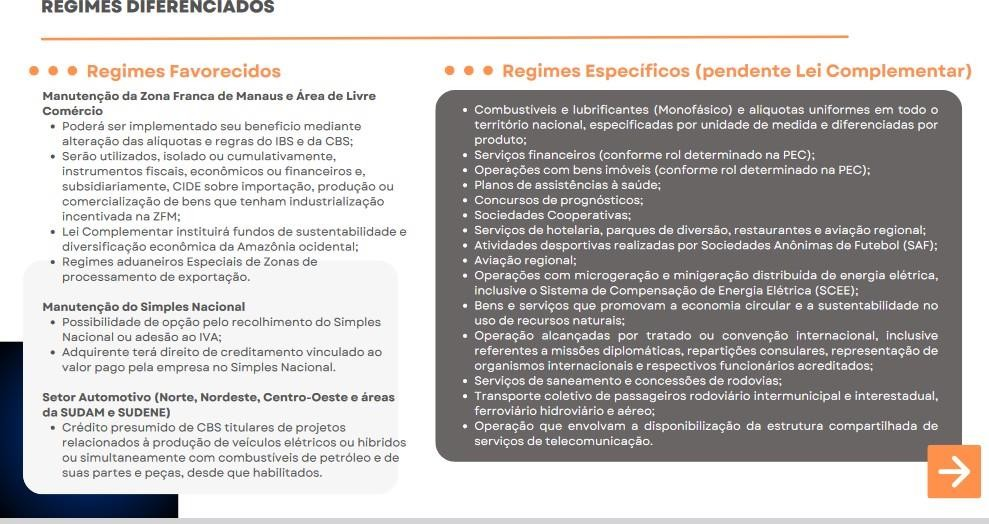 REGIMES DIFERENCIADOS
Regimes Favorecidos
Manutenção da Zona Franca de Manaus e Área de Livre
Comércio
• Poderá ser implementado seu benefício mediante
alteração das alíquotas e regras do IBS e da CBS;
• Serão utilizados, isolado ou cumulativamente,
instrumentos fiscais, econômicos ou financeiros e,
subsidiariamente, CIDE sobre importação, produção ou
comercialização de bens que tenham industrialização
incentivada na ZFM;
• Lei Complementar instituirá fundos de sustentabilidade e
diversificação econômica da Amazônia ocidental;
• Regimes aduaneiros Especiais de Zonas de
processamento de exportação.
Manutenção do Simples Nacional
• Possibilidade de opção pelo recolhimento do Simples
Nacional ou adesão ao IVA;
• Adquirente terá direito de creditamento vinculado ao
valor pago pela empresa no Simples Nacional.
Setor Automotivo (Norte, Nordeste, Centro-Oeste e áreas
da SUDAM e SUDENE)
• Crédito presumido de CBS titulares de projetos
relacionados à produção de veículos elétricos ou híbridos
ou simultaneamente com combustíveis de petróleo e de
suas partes e peças, desde que habilitados.
Regimes Específicos (pendente Lei Complementar)
• Combustíveis e lubrificantes (Monofásico) e alíquotas uniformes em todo o
território nacional, especificadas por unidade de medida e diferenciadas por
produto;
• Serviços financeiros (conforme rol determinado na PEC);
• Operações com bens imóveis (conforme rol determinado na PEC);
• Planos de assistências à saúde;
• Concursos de prognósticos;
• Sociedades Cooperativas;
• Serviços de hotelaria, parques de diversão, restaurantes e aviação regional;
• Atividades desportivas realizadas por Sociedades Anônimas de Futebol (SAF);
• Aviação regional;
• Operações com microgeração e minigeração distribuída de energia elétrica,
inclusive o Sistema de Compensação de Energia Elétrica (SCEE);
• Bens e serviços que promovam a economia circular e a sustentabilidade no
uso de recursos naturais;
• Operação alcançadas por tratado ou convenção internacional, inclusive
referentes a missões diplomáticas, repartições consulares, representação de
organismos internacionais e respectivos funcionários acreditados;
• Serviços de saneamento e concessões de rodovias;
• Transporte coletivo de passageiros rodoviário intermunicipal e interestadual,
ferroviário hidroviário e aéreo;
• Operação que envolvam a disponibilização da estrutura compartilhada de
serviços de telecomunicação.